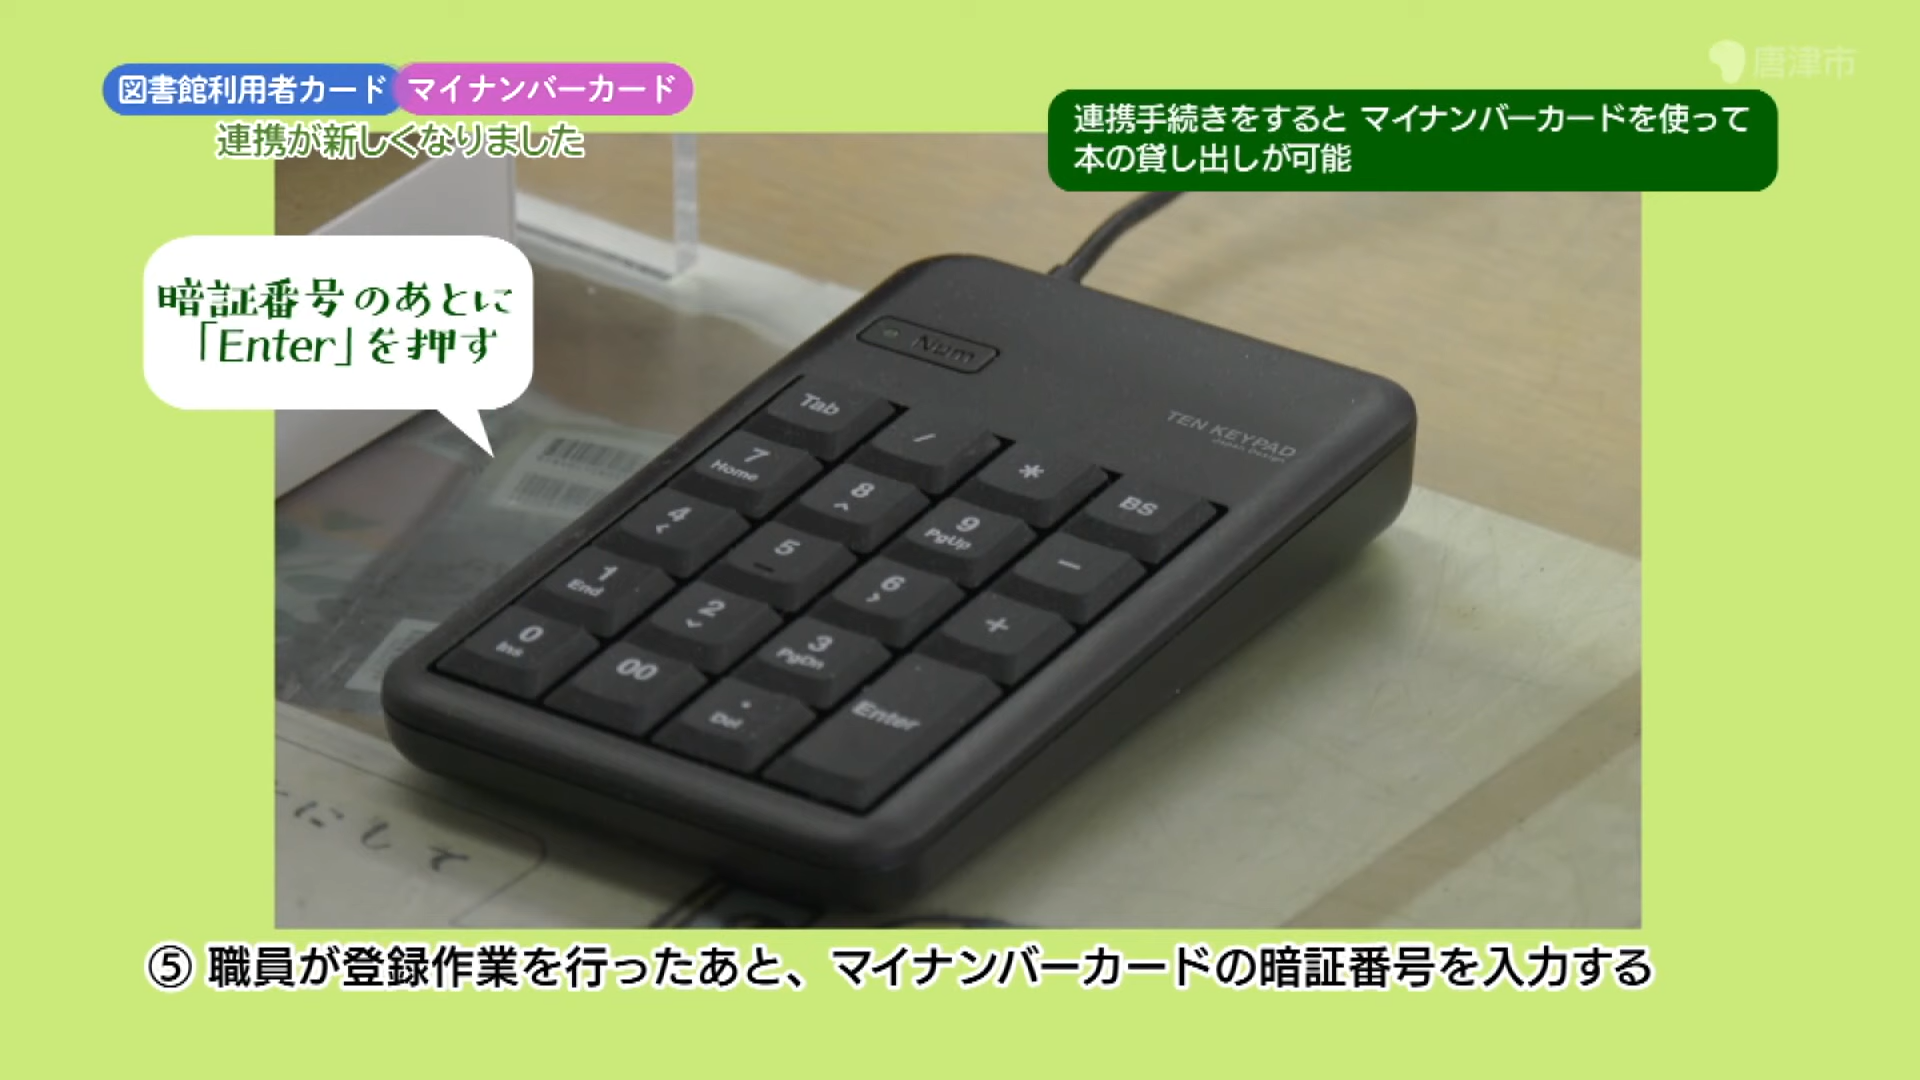 唐津市
図書館利用者カード マイナンバーカード
連携が新しくなりました
連携手続きをすると マイナンバーカードを使って
本の貸し出しが可能
暗証番号のあとに
「Enter」を押す
Num
TEN KEYPAD
Japan Design
Tab / * BS
7 Home 8 9 PgUp -
4 5 6 +
1 End 2 3 PgDn Enter
0 Ins 00 . Del
にして
⑤ 職員が登録作業を行ったあと、マイナンバーカードの暗証番号を入力する